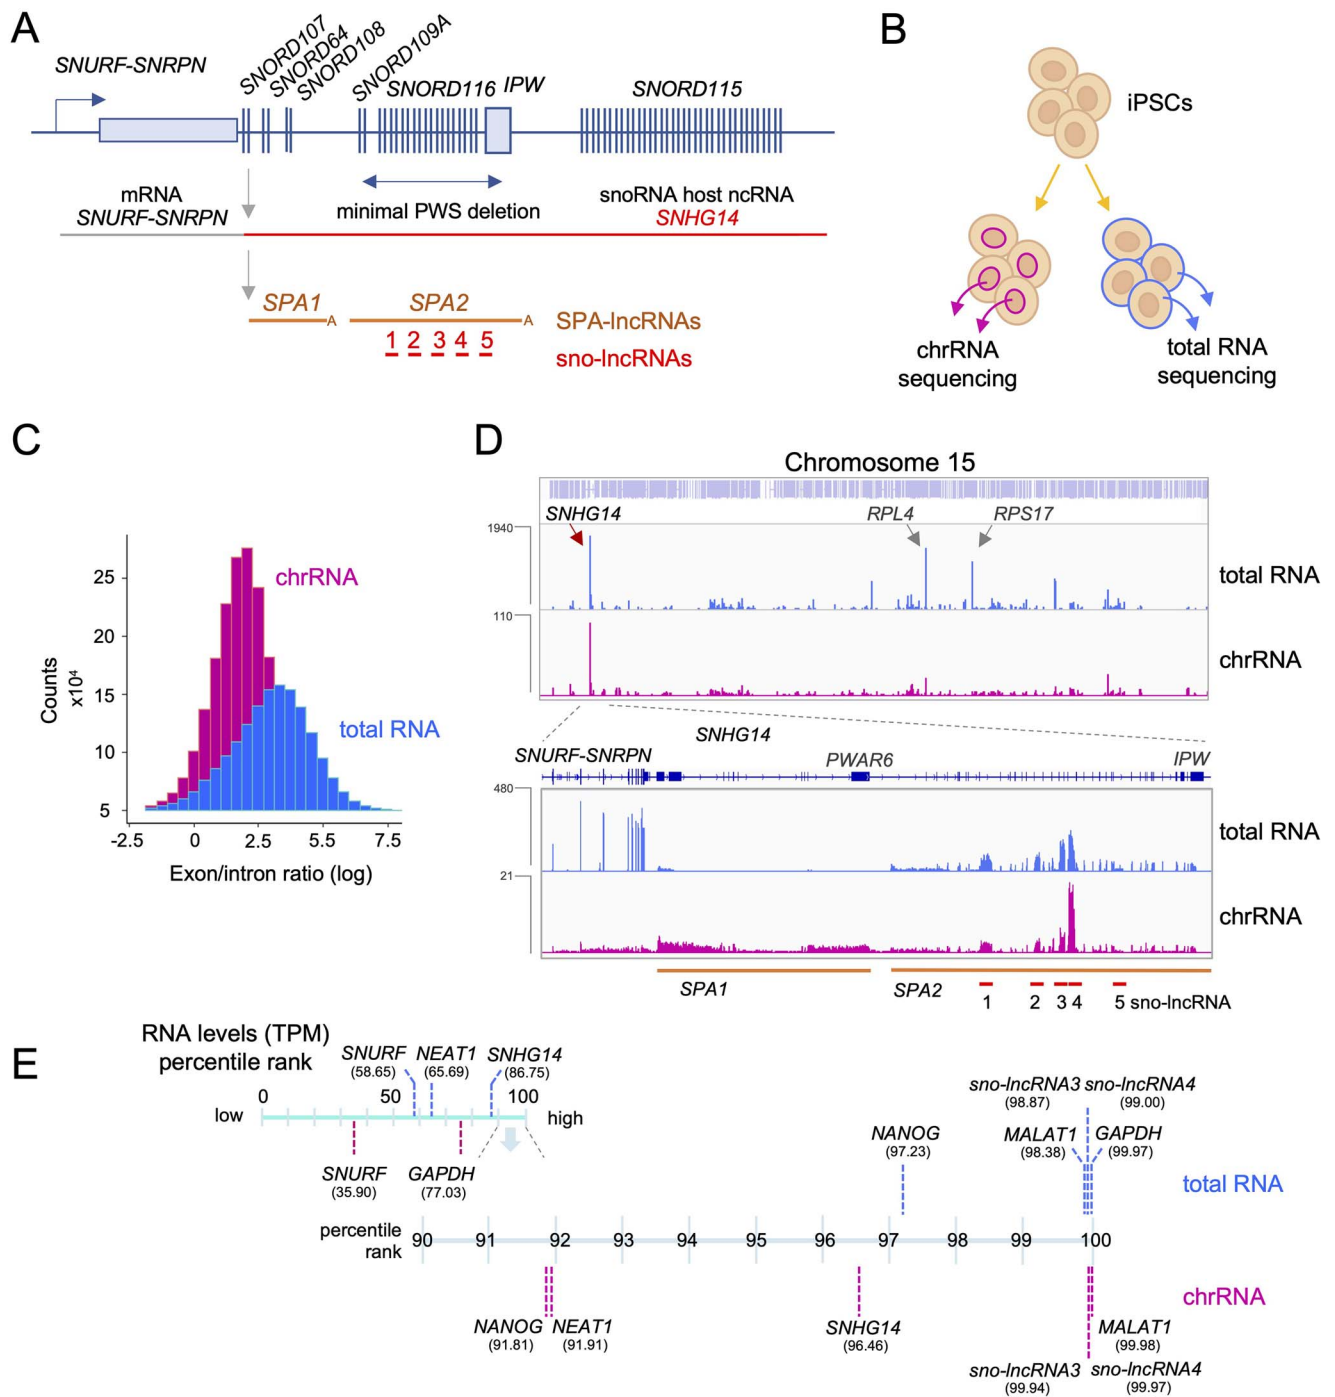 A
SNURF-SNRPN
SNORD107
SNORD64
SNORD108
SNORD109A
SNORD116
IPW
SNORD115
mRNA
SNURF-SNRPN
minimal PWS deletion
snoRNA host ncRNA
SNHG14
SPA1
A
SPA2
A
SPA-lncRNAs
1 2 3 4 5
sno-lncRNAs
B
iPSCs
chrRNA
sequencing
total RNA
sequencing
C
Counts
x10⁴
25
20
15
10
5
chrRNA
total RNA
-2.5 0 2.5 5.5 7.5
Exon/intron ratio (log)
D
Chromosome 15
SNHG14
RPL4
RPS17
1940
total RNA
110
chrRNA
SNHG14
SNURF-SNRPN
PWAR6
IPW
480
total RNA
21
chrRNA
SPA1
SPA2
1 2 3 4 5 sno-lncRNA
E
RNA levels (TPM)
percentile rank
SNURF
(58.65)
NEAT1
(65.69)
SNHG14
(86.75)
0 50 100
low
high
SNURF
(35.90)
GAPDH
(77.03)
sno-lncRNA3
(98.87)
sno-lncRNA4
(99.00)
NANOG
(97.23)
MALAT1
(98.38)
GAPDH
(99.97)
total RNA
percentile
rank
90 91 92 93 94 95 96 97 98 99 100
chrRNA
NANOG
(91.81)
NEAT1
(91.91)
SNHG14
(96.46)
MALAT1
(99.98)
sno-lncRNA3
(99.94)
sno-lncRNA4
(99.97)